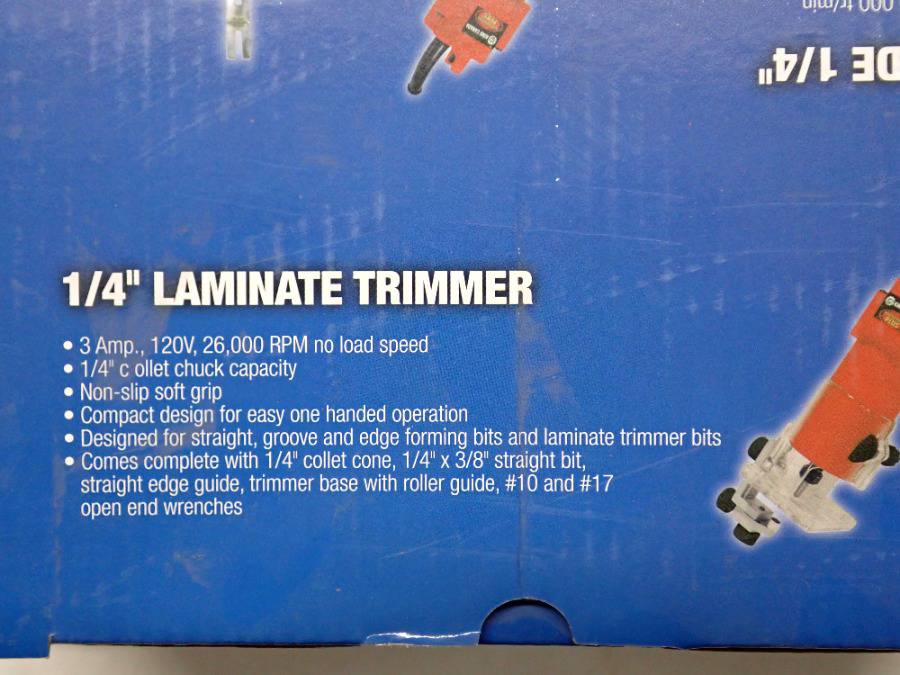 000 tr/min
DE 1/4"
1/4" LAMINATE TRIMMER
• 3 Amp., 120V, 26,000 RPM no load speed
• 1/4" c ollet chuck capacity
• Non-slip soft grip
• Compact design for easy one handed operation
• Designed for straight, groove and edge forming bits and laminate trimmer bits
• Comes complete with 1/4" collet cone, 1/4" x 3/8" straight bit,
straight edge guide, trimmer base with roller guide, #10 and #17
open end wrenches